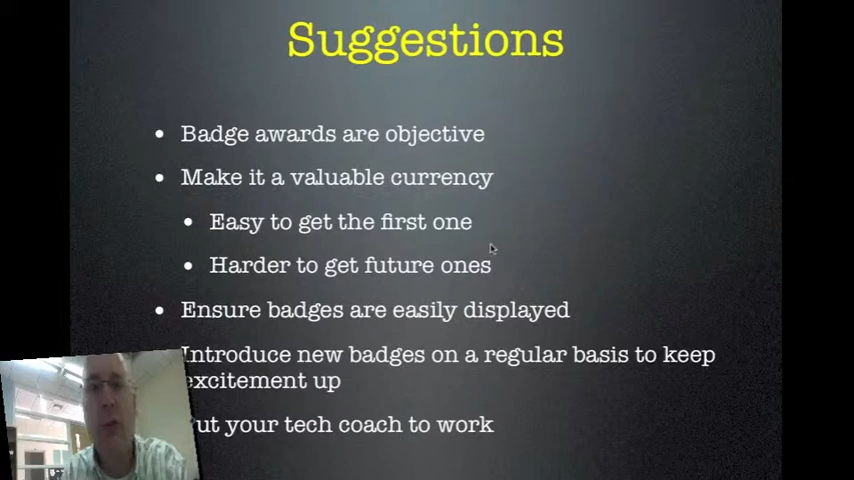 Suggestions
Badge awards are objective
Make it a valuable currency
Easy to get the first one
Harder to get future ones
Ensure badges are easily displayed
Introduce new badges on a regular basis to keep
excitement up
ut your tech coach to work